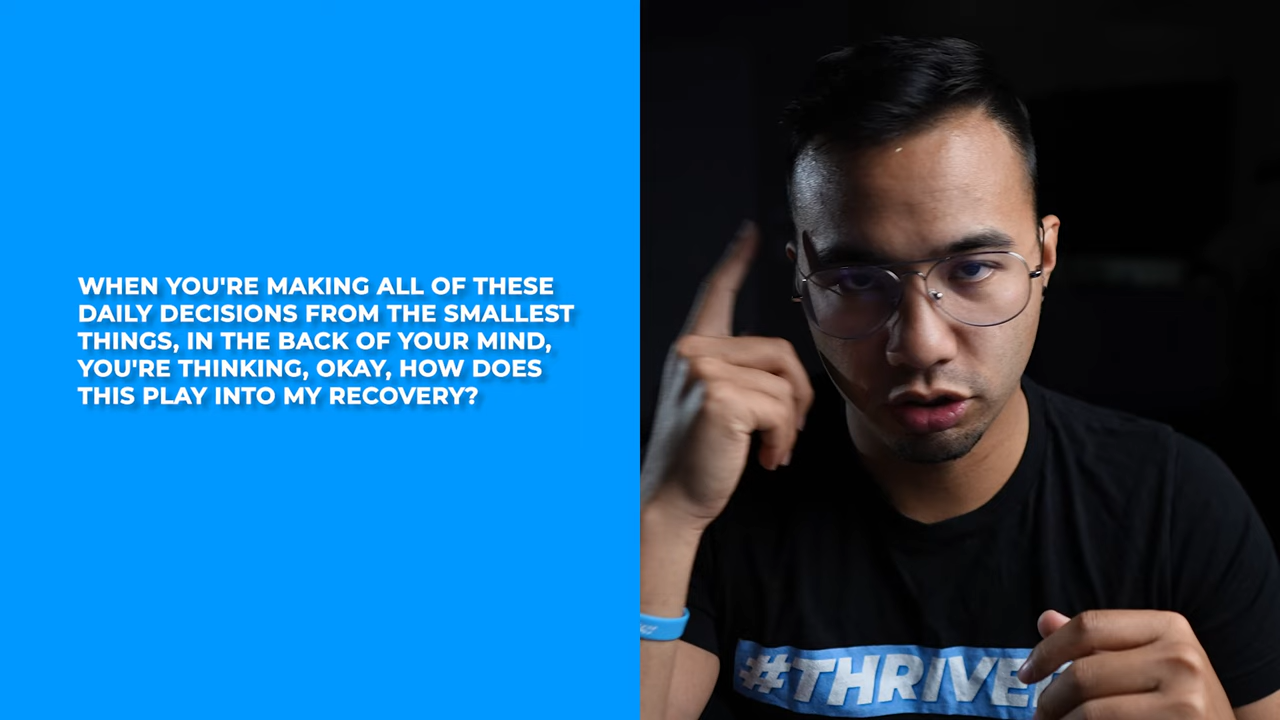 WHEN YOU'RE MAKING ALL OF THESE
DAILY DECISIONS FROM THE SMALLEST
THINGS, IN THE BACK OF YOUR MIND,
YOU'RE THINKING, OKAY, HOW DOES
THIS PLAY INTO MY RECOVERY?